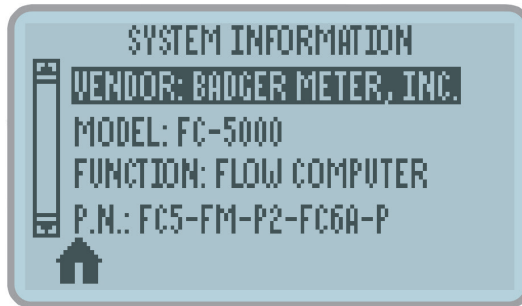 SYSTEM INFORMATION
VENDOR: BADGER METER, INC.
MODEL: FC-5000
FUNCTION: FLOW COMPUTER
P.N.: FC5-FM-P2-FC6A-P